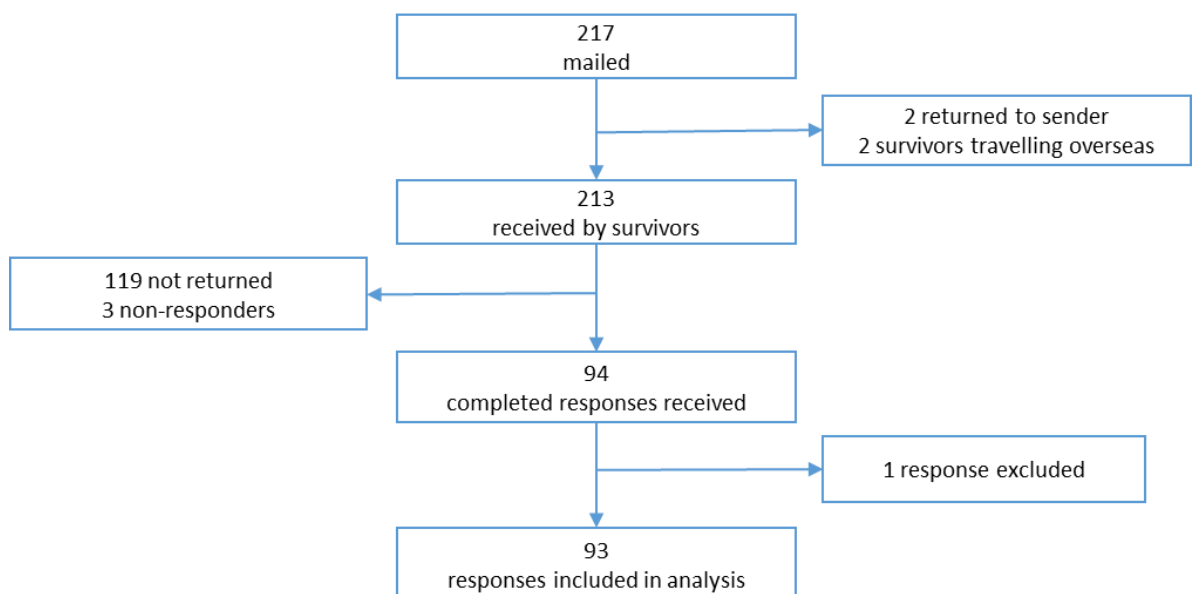 217
mailed
2 returned to sender
2 survivors travelling overseas
213
received by survivors
119 not returned
3 non-responders
94
completed responses received
1 response excluded
93
responses included in analysis